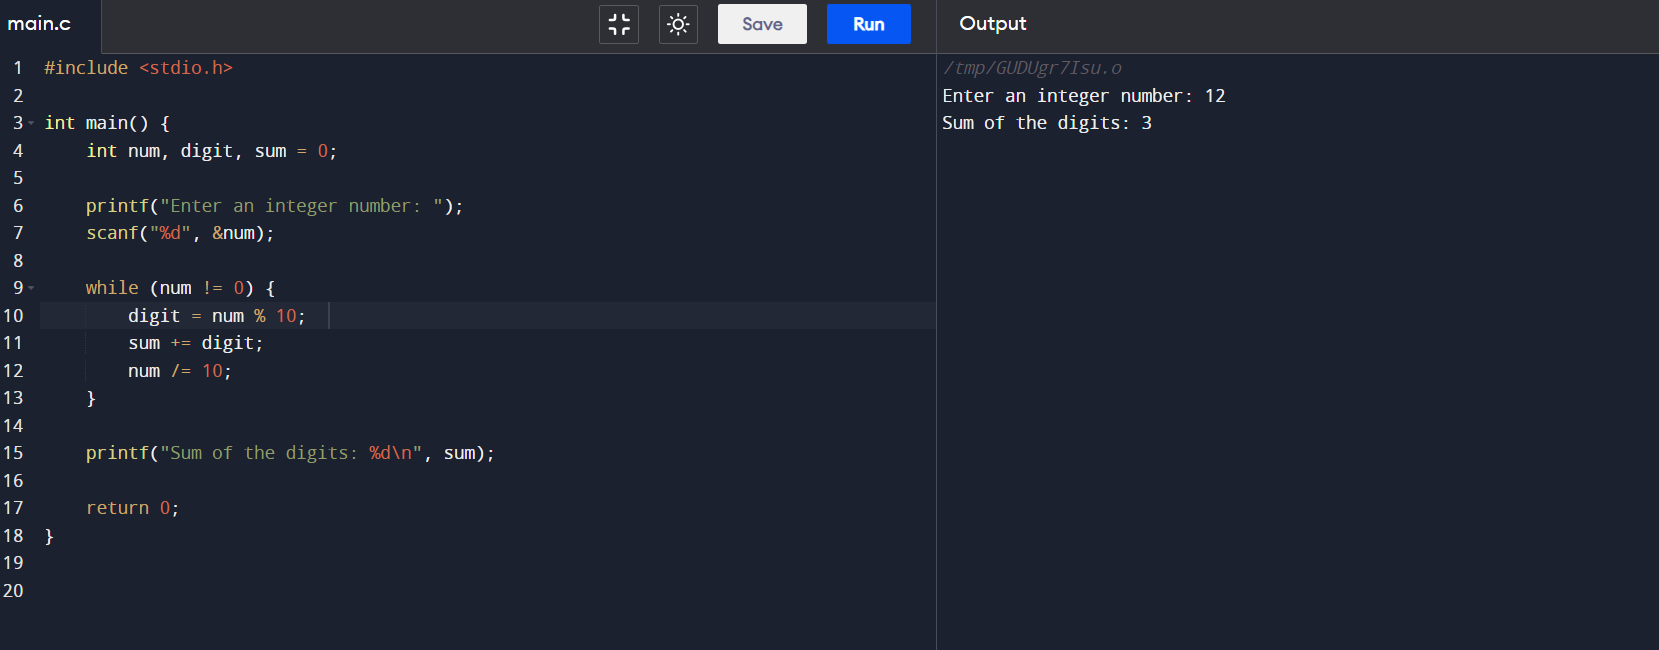 main.c
Save
Run
Output
1 #include <stdio.h>
2
3 int main() {
4     int num, digit, sum = 0;
5
6     printf("Enter an integer number: ");
7     scanf("%d", &num);
8
9     while (num != 0) {
10         digit = num % 10;
11         sum += digit;
12         num /= 10;
13     }
14
15     printf("Sum of the digits: %d\n", sum);
16
17     return 0;
18 }
19
20
/tmp/GUDUgr7Isu.o
Enter an integer number: 12
Sum of the digits: 3